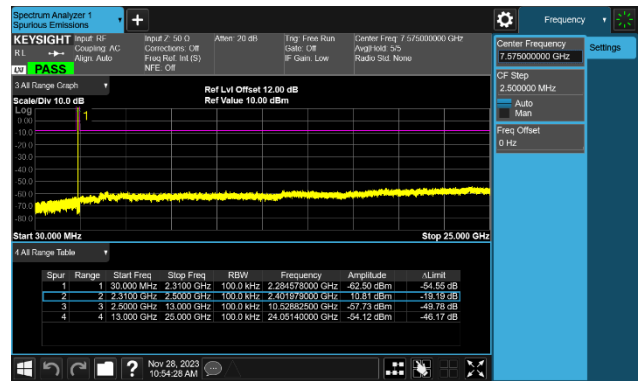 Spectrum Analyzer 1
Spurious Emissions
+
Frequency
KEYSIGHT Input: RF Input Z: 50 Ω Atten: 20 dB Trig: Free Run Center Freq: 7.575000000 GHz
RL Coupling: AC Corrections: Off Gate: Off Avg|Hold: 5/5
Align: Auto Freq Ref: Int (S) IF Gain: Low Radio Std: None
NFE: Off
LXI PASS
Center Frequency
7.575000000 GHz
Settings
CF Step
2.500000 MHz
Auto
Man
Freq Offset
0 Hz
3 All Range Graph
Ref Lvl Offset 12.00 dB
Scale/Div 10.0 dB Ref Value 10.00 dBm
Log
1
0.00
-10.0
-20.0
-30.0
-40.0
-50.0
-60.0
-70.0
-80.0
Start 30.000 MHz Stop 25.000 GHz
4 All Range Table
Spur Range Start Freq Stop Freq RBW Frequency Amplitude ΔLimit
1 1 30.000 MHz 2.3100 GHz 100.0 kHz 2.284578000 GHz -62.50 dBm -54.55 dB
2 2 2.3100 GHz 2.5000 GHz 100.0 kHz 2.401979000 GHz 10.81 dBm -19.19 dB
3 3 2.5000 GHz 13.000 GHz 100.0 kHz 10.52882500 GHz -57.73 dBm -49.78 dB
4 4 13.000 GHz 25.000 GHz 100.0 kHz 24.05140000 GHz -54.12 dBm -46.17 dB
? Nov 28, 2023
10:54:28 AM